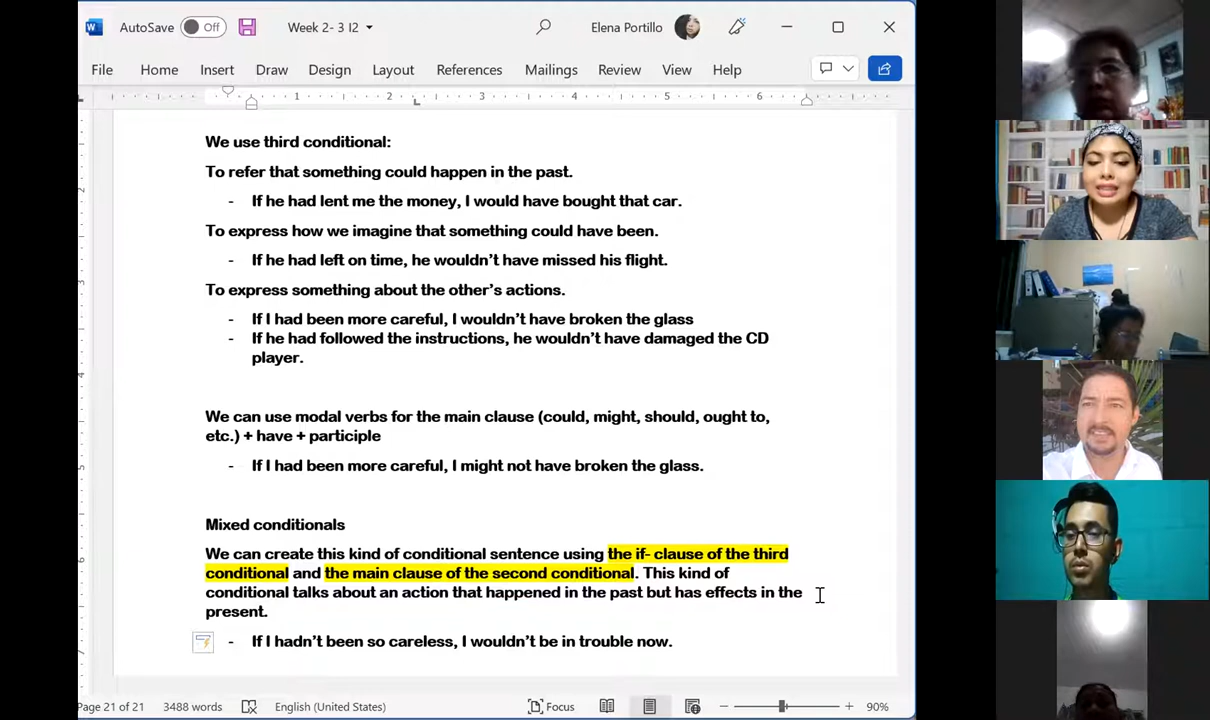 AutoSave Off Week 2- 3 I2 Elena Portillo
File Home Insert Draw Design Layout References Mailings Review View Help
1 2 3 4 5 6
We use third conditional:
To refer that something could happen in the past.
- If he had lent me the money, I would have bought that car.
To express how we imagine that something could have been.
- If he had left on time, he wouldn’t have missed his flight.
To express something about the other’s actions.
- If I had been more careful, I wouldn’t have broken the glass
- If he had followed the instructions, he wouldn’t have damaged the CD
player.
We can use modal verbs for the main clause (could, might, should, ought to,
etc.) + have + participle
- If I had been more careful, I might not have broken the glass.
Mixed conditionals
We can create this kind of conditional sentence using the if- clause of the third
conditional and the main clause of the second conditional. This kind of
conditional talks about an action that happened in the past but has effects in the
present.
- If I hadn’t been so careless, I wouldn’t be in trouble now.
Page 21 of 21 3488 words English (United States) Focus 90%